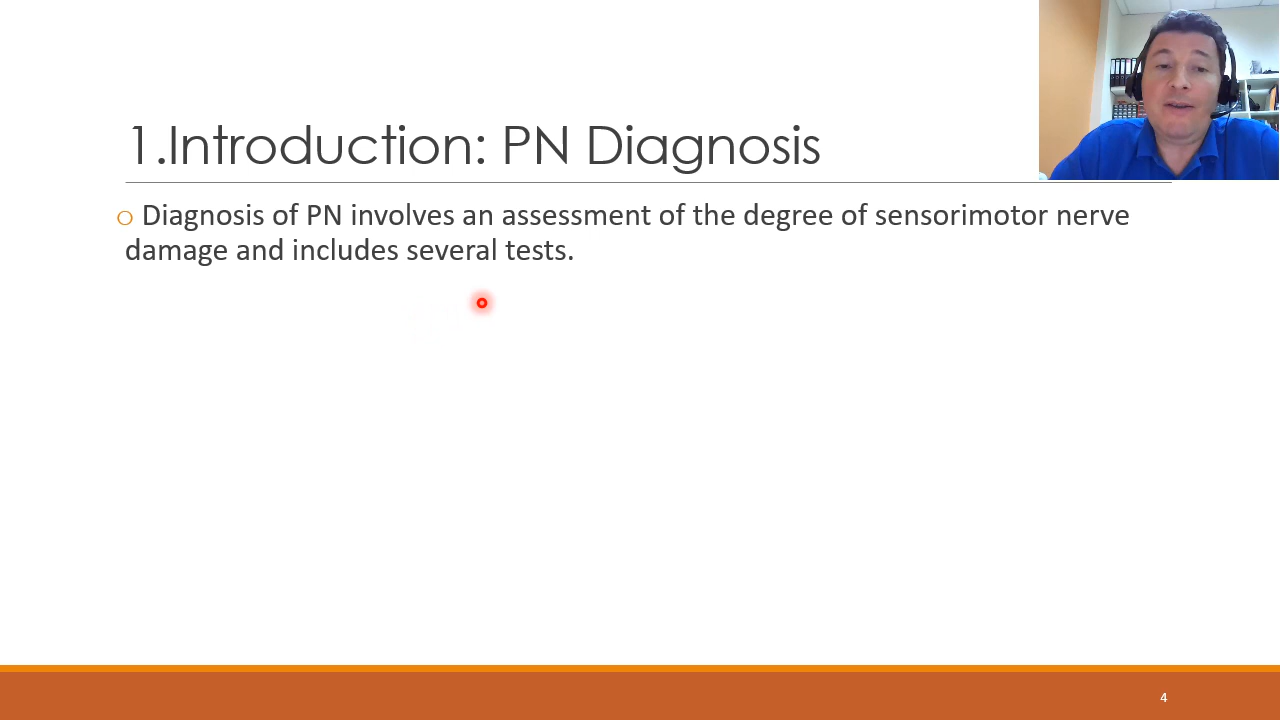 1.Introduction: PN Diagnosis
o Diagnosis of PN involves an assessment of the degree of sensorimotor nerve
damage and includes several tests.
4